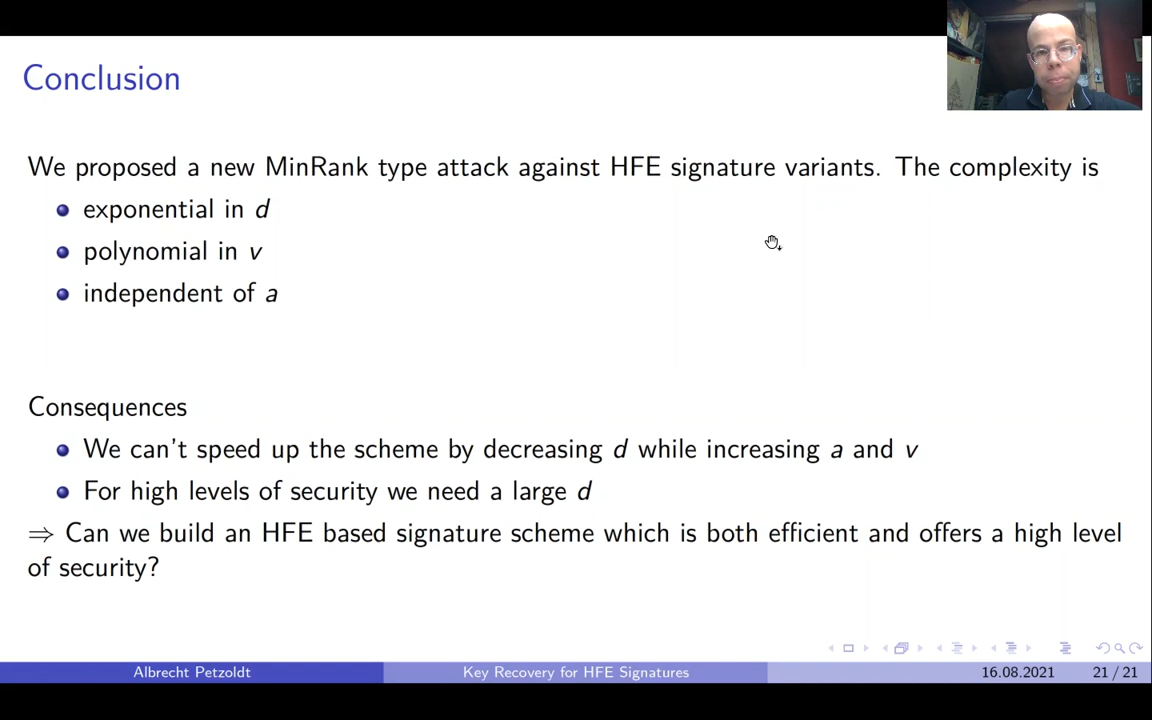 Conclusion
We proposed a new MinRank type attack against HFE signature variants. The complexity is
exponential in d
polynomial in v
independent of a
Consequences
We can't speed up the scheme by decreasing d while increasing a and v
For high levels of security we need a large d
⇒ Can we build an HFE based signature scheme which is both efficient and offers a high level
of security?
Albrecht Petzoldt Key Recovery for HFE Signatures 16.08.2021 21 / 21